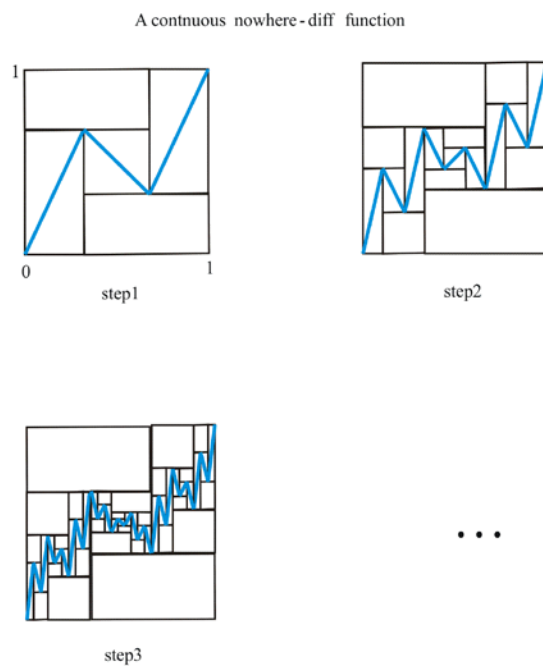 A contnuous nowhere-diff function
1
0
1
step1
step2
step3
...